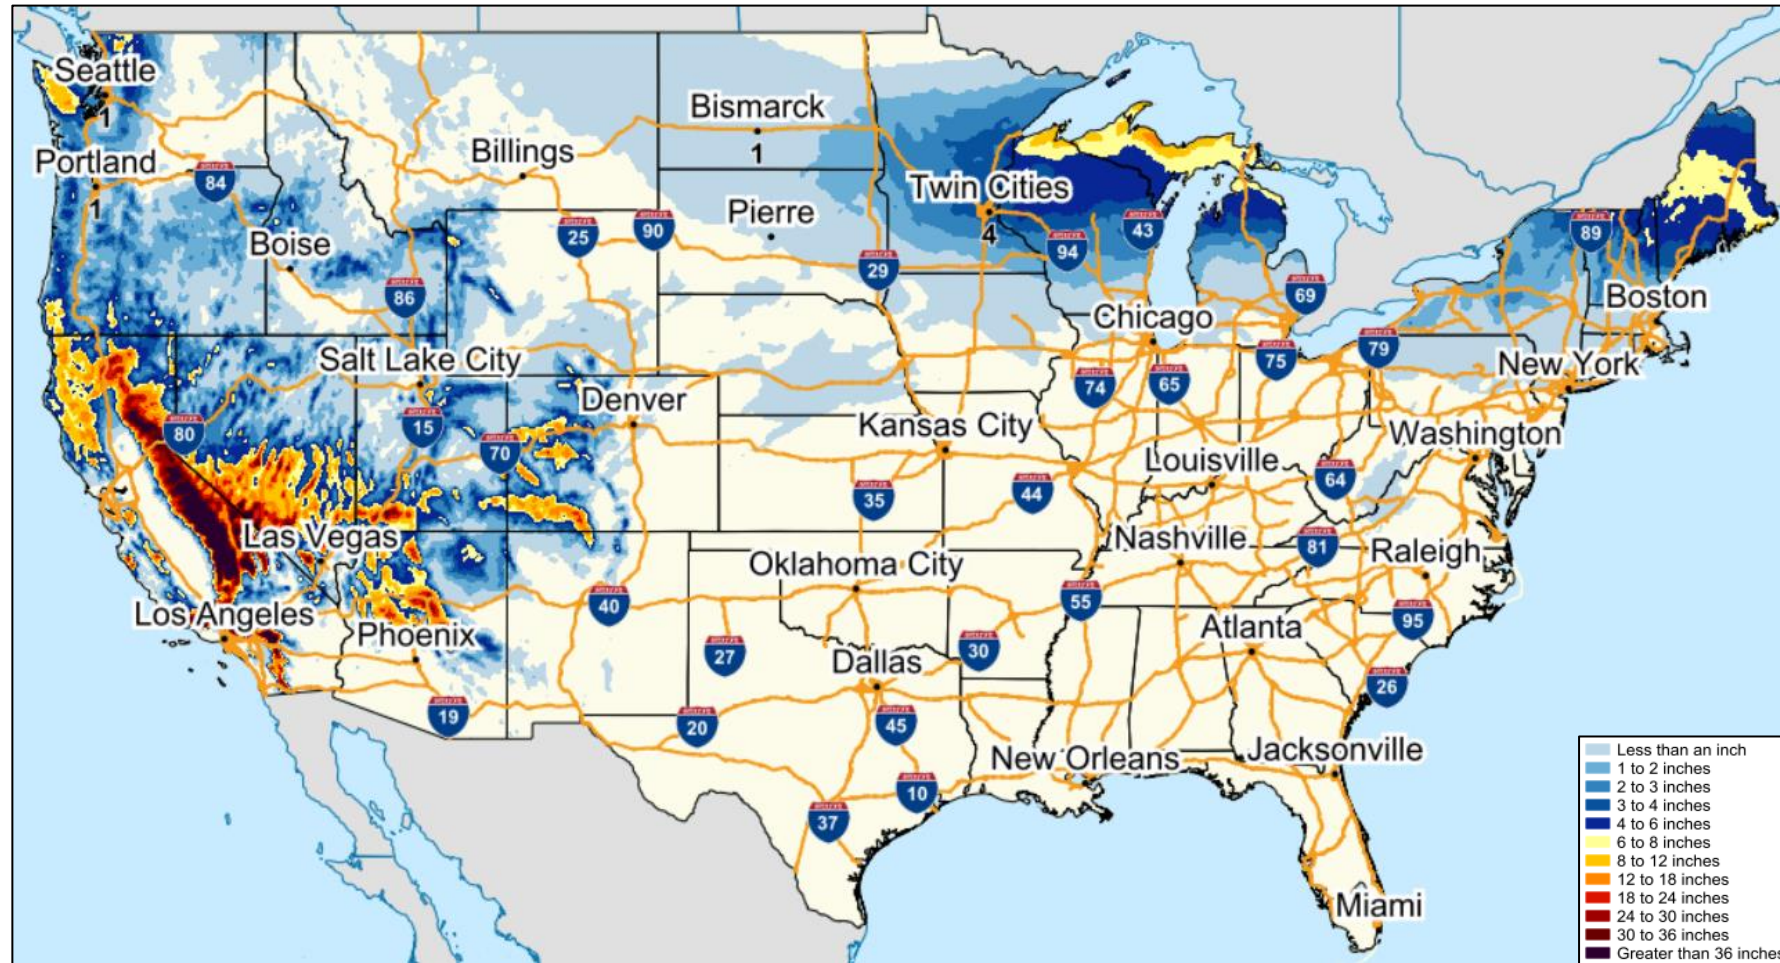 Seattle
1
Bismarck
1
Billings
Portland
1
84
Twin Cities
4
Pierre
Boise
25
90
94
43
89
29
86
69
Boston
Chicago
Salt Lake City
79
75
New York
74
65
Denver
80
15
70
Kansas City
Washington
Louisville
64
35
44
Las Vegas
Nashville
81
Raleigh
Oklahoma City
40
55
Los Angeles
Phoenix
95
Atlanta
27
30
Dallas
26
19
20
45
New Orleans
Jacksonville
10
37
Miami
Less than an inch
1 to 2 inches
2 to 3 inches
3 to 4 inches
4 to 6 inches
6 to 8 inches
8 to 12 inches
12 to 18 inches
18 to 24 inches
24 to 30 inches
30 to 36 inches
Greater than 36 inches